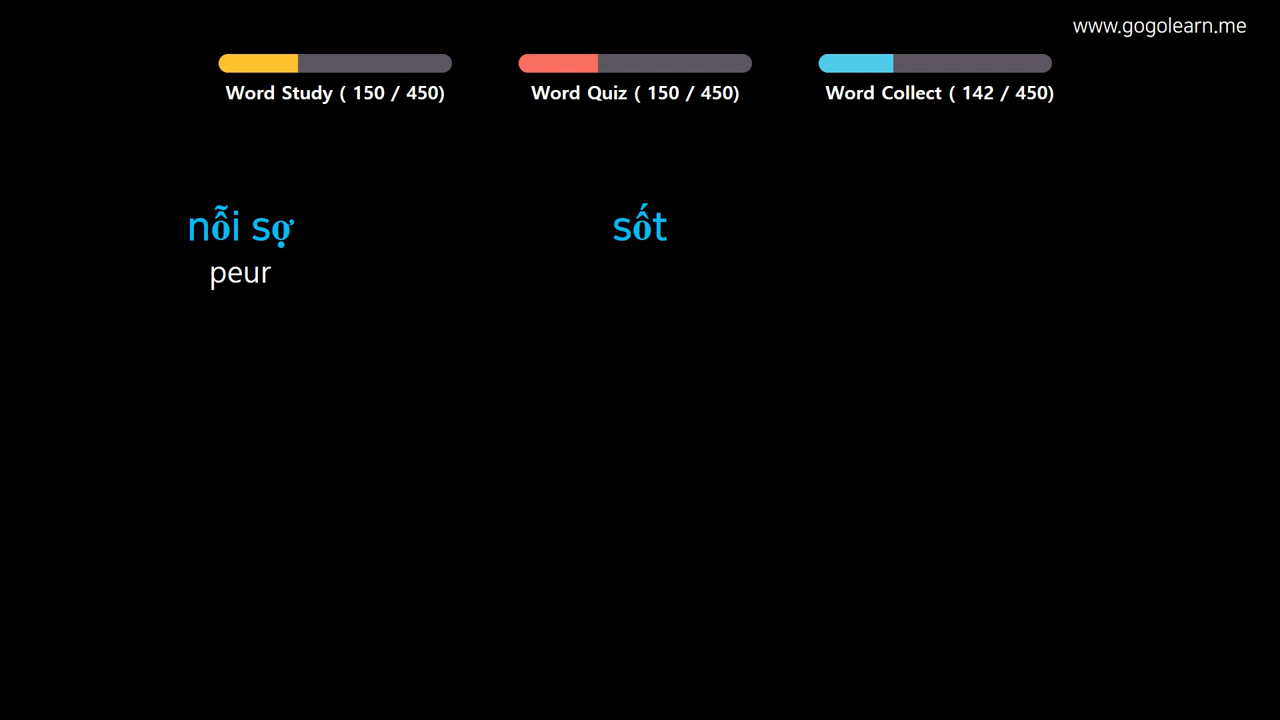 www.gogolearn.me
Word Study ( 150 / 450)
Word Quiz ( 150 / 450)
Word Collect ( 142 / 450)
nỗi sợ
peur
sốt